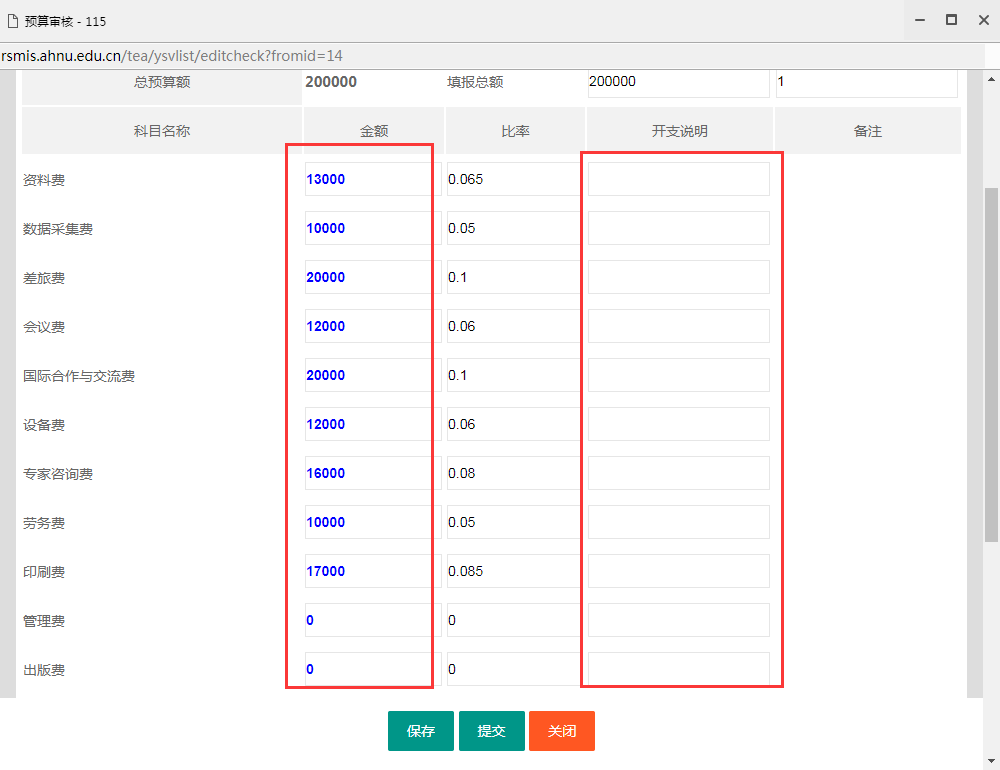 预算审核 - 115
rsmis.ahnu.edu.cn/tea/ysvlist/editcheck?fromid=14
总预算额 200000 填报总额 200000 1
科目名称 金额 比率 开支说明 备注
资料费 13000 0.065
数据采集费 10000 0.05
差旅费 20000 0.1
会议费 12000 0.06
国际合作与交流费 20000 0.1
设备费 12000 0.06
专家咨询费 16000 0.08
劳务费 10000 0.05
印刷费 17000 0.085
管理费 0 0
出版费 0 0
保存 提交 关闭